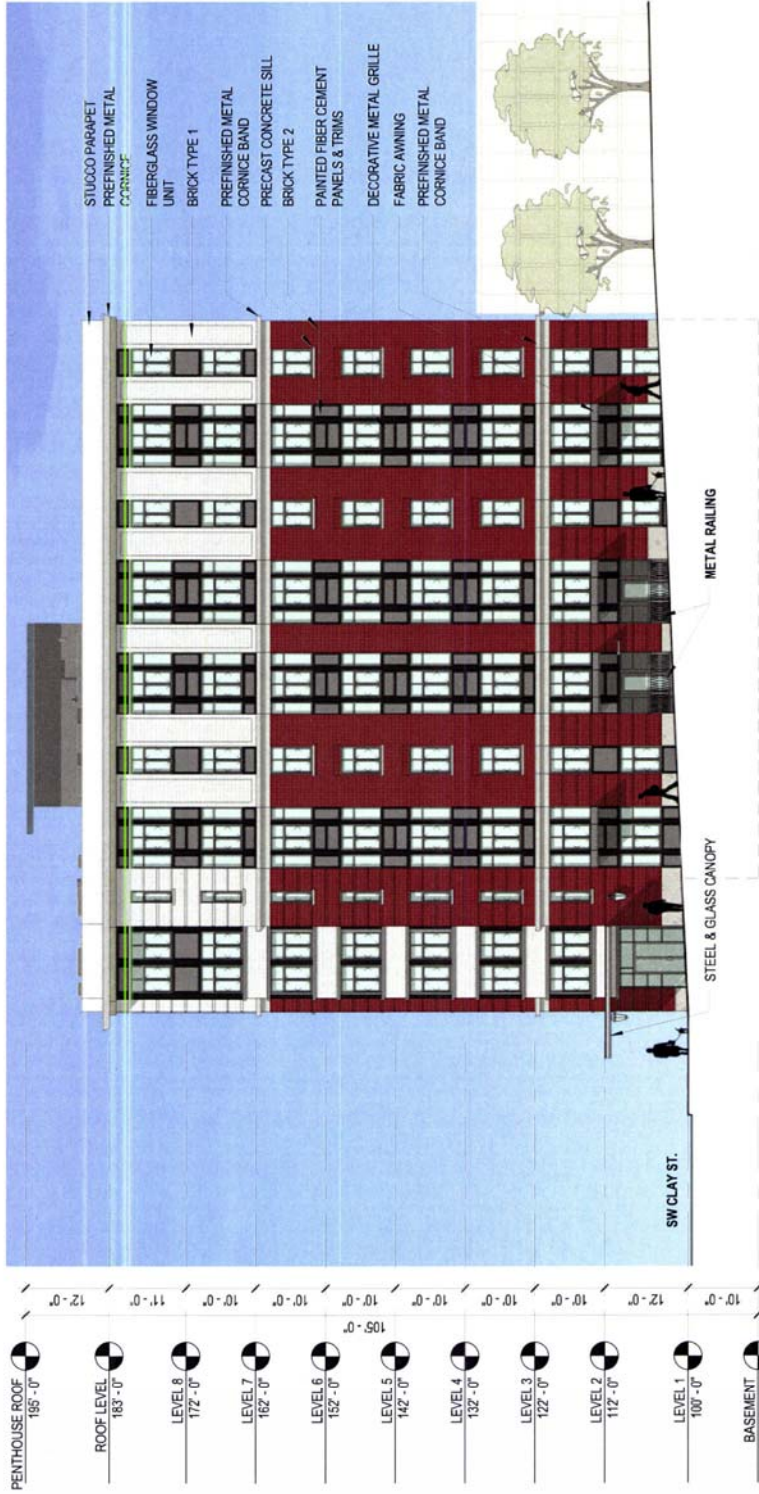 PENTHOUSE ROOF
195' - 0"
ROOF LEVEL
183' - 0"
LEVEL 8
172' - 0"
LEVEL 7
162' - 0"
LEVEL 6
152' - 0"
LEVEL 5
142' - 0"
LEVEL 4
132' - 0"
LEVEL 3
122' - 0"
LEVEL 2
112' - 0"
LEVEL 1
100' - 0"
BASEMENT
105' - 0"
12' - 0"
11' - 0"
10' - 0"
10' - 0"
10' - 0"
10' - 0"
10' - 0"
10' - 0"
12' - 0"
10' - 0"
SW CLAY ST.
STEEL & GLASS CANOPY
METAL RAILING
STUCCO PARAPET
PREFINISHED METAL
CORNICE
FIBERGLASS WINDOW
UNIT
BRICK TYPE 1
PREFINISHED METAL
CORNICE BAND
PRECAST CONCRETE SILL
BRICK TYPE 2
PAINTED FIBER CEMENT
PANELS & TRIMS
DECORATIVE METAL GRILLE
FABRIC AWNING
PREFINISHED METAL
CORNICE BAND